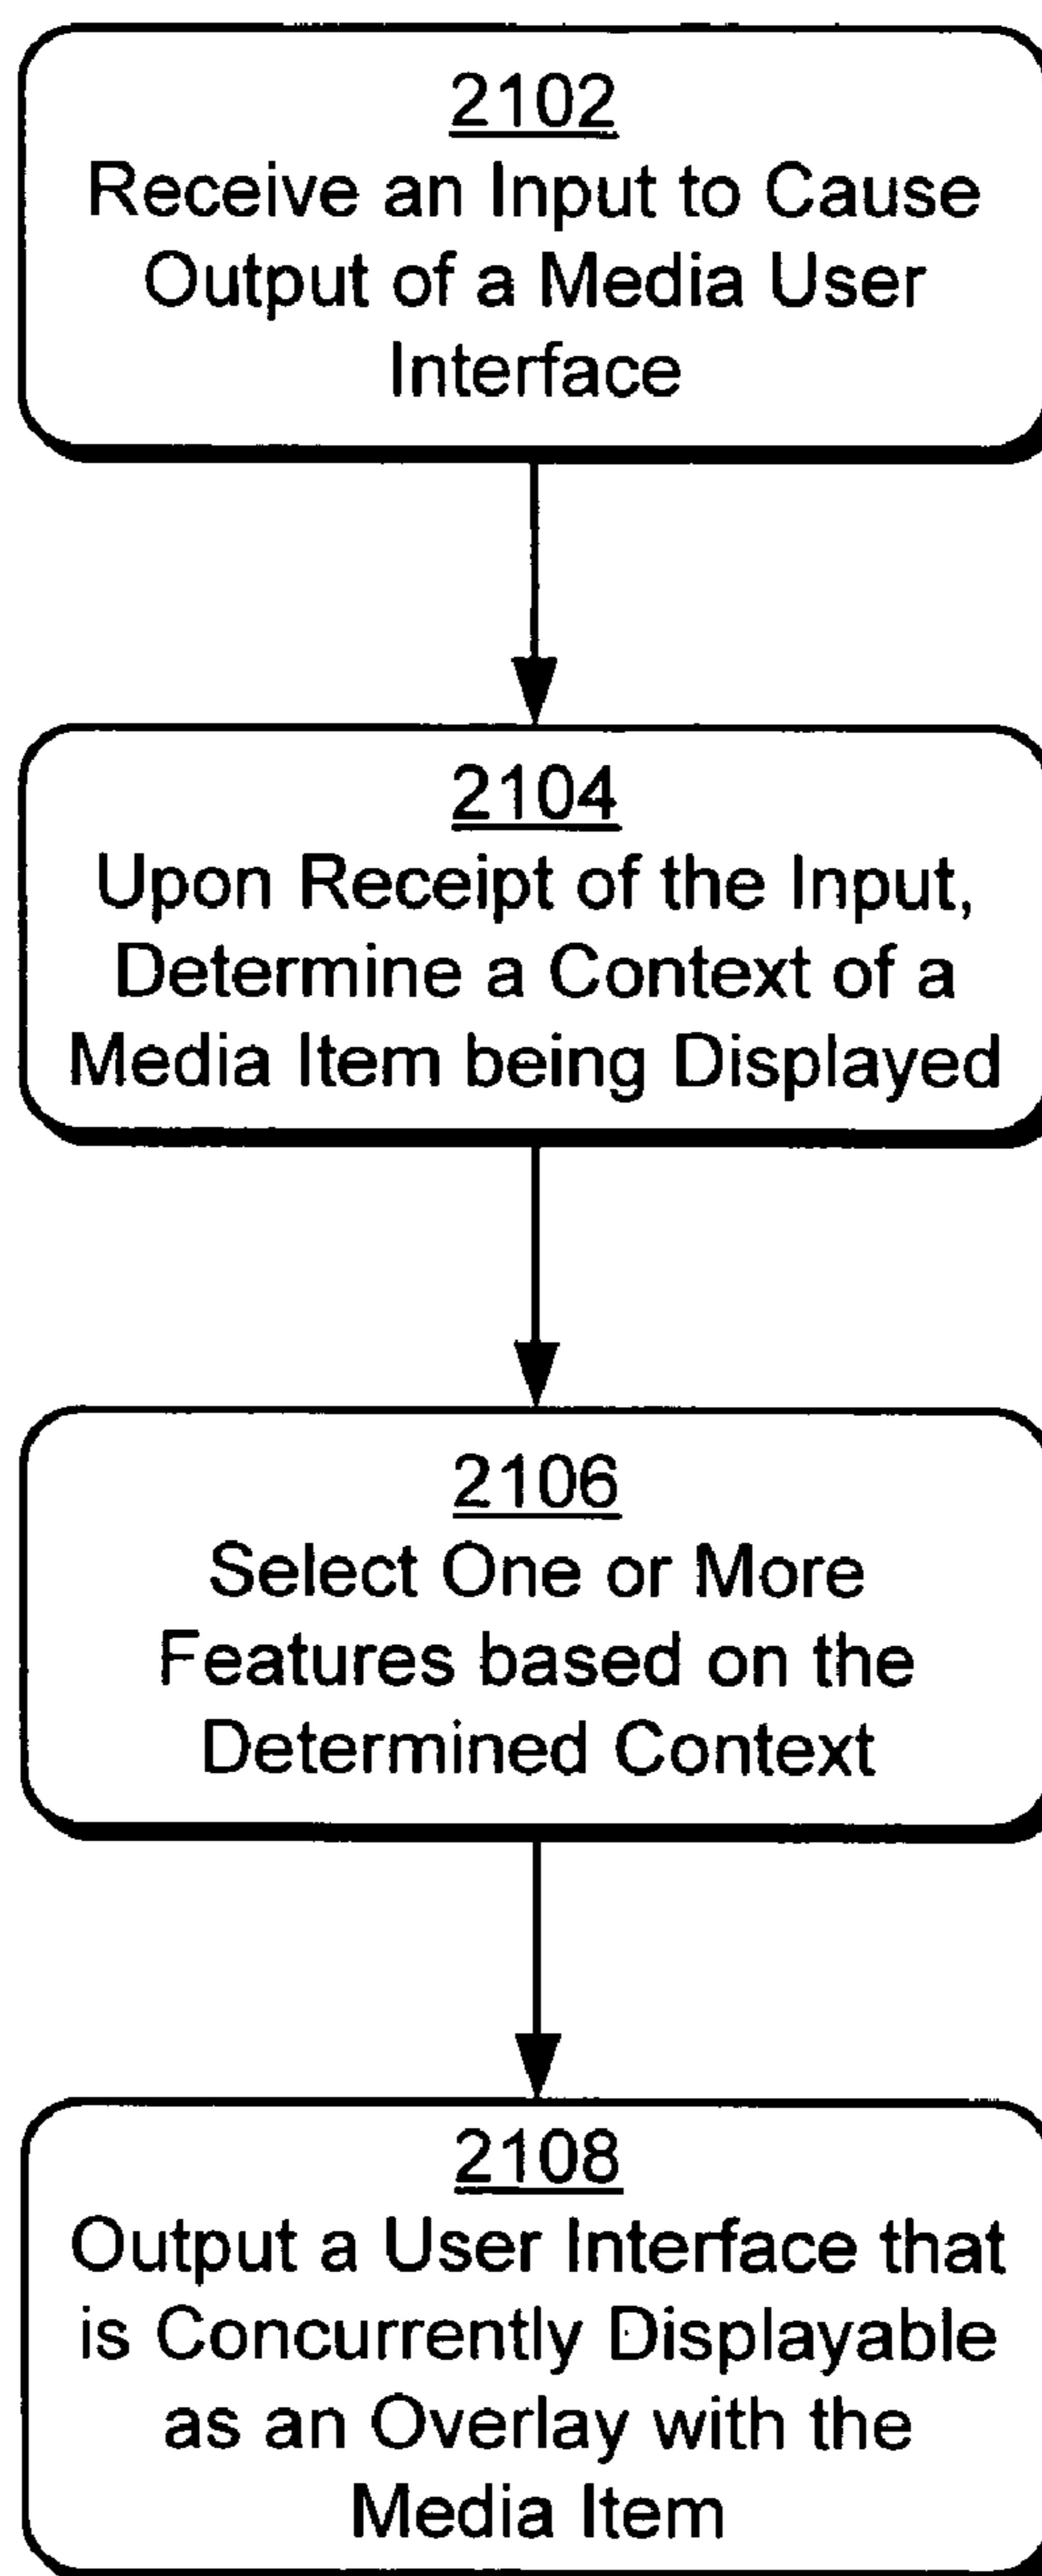 2102
Receive an Input to Cause
Output of a Media User
Interface
2104
Upon Receipt of the Input,
Determine a Context of a
Media Item being Displayed
2106
Select One or More
Features based on the
Determined Context
2108
Output a User Interface that
is Concurrently Displayable
as an Overlay with the
Media Item